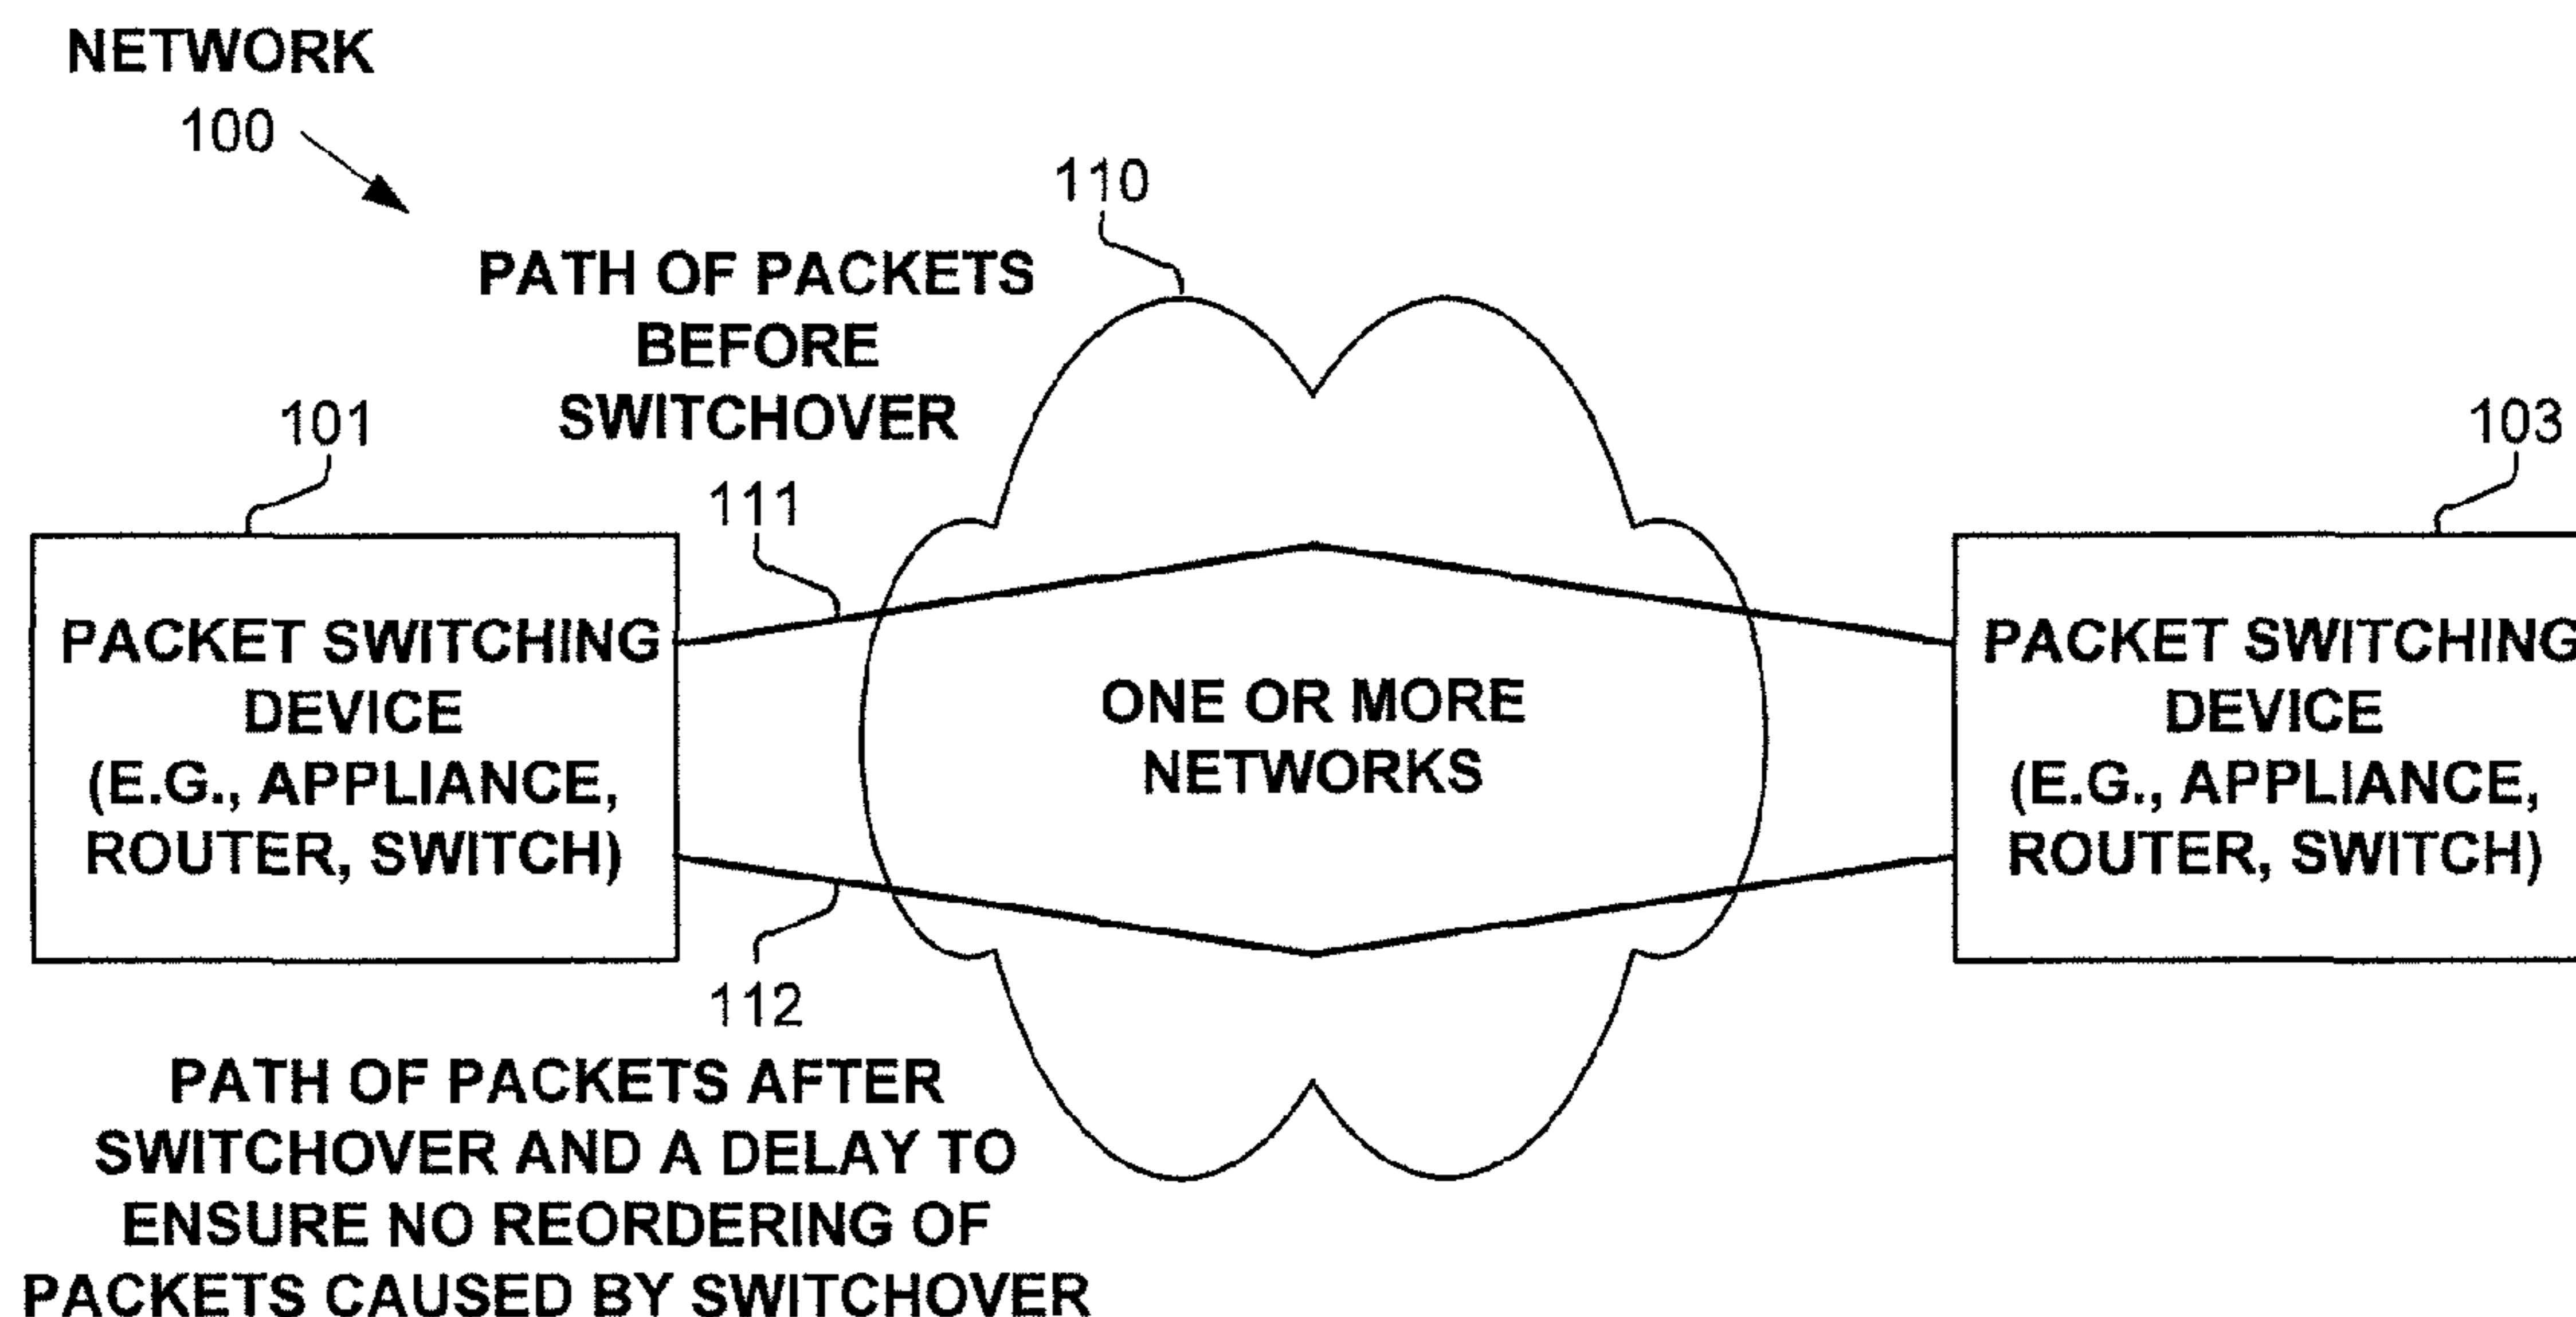 NETWORK
100
110
PATH OF PACKETS
BEFORE
SWITCHOVER
101
103
111
PACKET SWITCHING
DEVICE
(E.G., APPLIANCE,
ROUTER, SWITCH)
ONE OR MORE
NETWORKS
PACKET SWITCHING
DEVICE
(E.G., APPLIANCE,
ROUTER, SWITCH)
112
PATH OF PACKETS AFTER
SWITCHOVER AND A DELAY TO
ENSURE NO REORDERING OF
PACKETS CAUSED BY SWITCHOVER